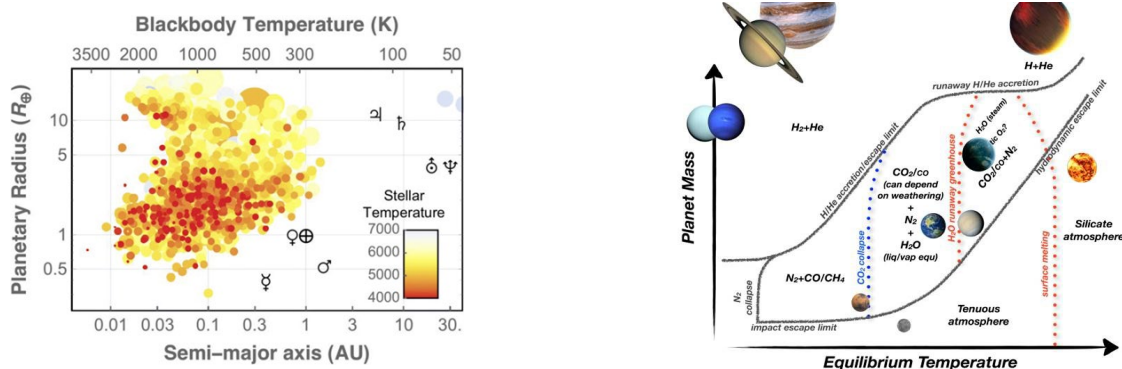 Blackbody Temperature (K)
3500 2000 1000 500 300 100 50
Planetary Radius (R⊕)
10
5
1
0.5
♃ ♄
♁ ♆
♀ ⊕
♂
☿
Stellar
Temperature
7000
6000
5000
4000
0.01 0.03 0.1 0.3 1 3 10 30.
Semi-major axis (AU)
Planet Mass
H+He
runaway H/He accretion
H₂+He
H/He accretion/escape limit
H₂O (steam)
tic O₂?
CO₂/CO+N₂
hydrodynamic escape limit
CO₂/CO
(can depend
on weathering)
+
N₂
+
H₂O
(liq/vap equ)
H₂O runaway greenhouse
CO₂ collapse
N₂+CO/CH₄
N₂
collapse
impact escape limit
Tenuous
atmosphere
surface melting
Silicate
atmosphere
Equilibrium Temperature